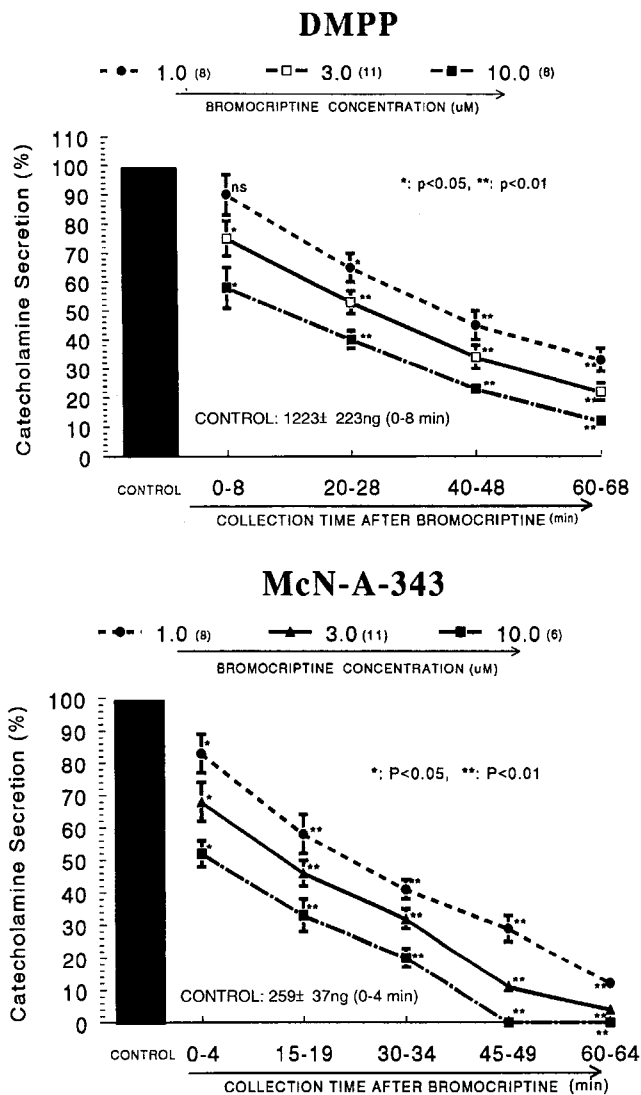 DMPP
1.0 (8) 3.0 (11) 10.0 (8)
BROMOCRIPTINE CONCENTRATION (uM)
Catecholamine Secretion (%)
110
100
90
80
70
60
50
40
30
20
10
0
*: p<0.05, **: p<0.01
ns
*
*
*
**
**
**
**
**
**
**
**
CONTROL: 1223± 223ng (0-8 min)
CONTROL 0-8 20-28 40-48 60-68
COLLECTION TIME AFTER BROMOCRIPTINE (min)
McN-A-343
1.0 (8) 3.0 (11) 10.0 (6)
BROMOCRIPTINE CONCENTRATION (uM)
Catecholamine Secretion (%)
100
90
80
70
60
50
40
30
20
10
0
*: P<0.05, **: P<0.01
*
*
*
**
**
**
**
**
**
**
**
**
**
**
**
CONTROL: 259± 37ng (0-4 min)
CONTROL 0-4 15-19 30-34 45-49 60-64
COLLECTION TIME AFTER BROMOCRIPTINE (min)